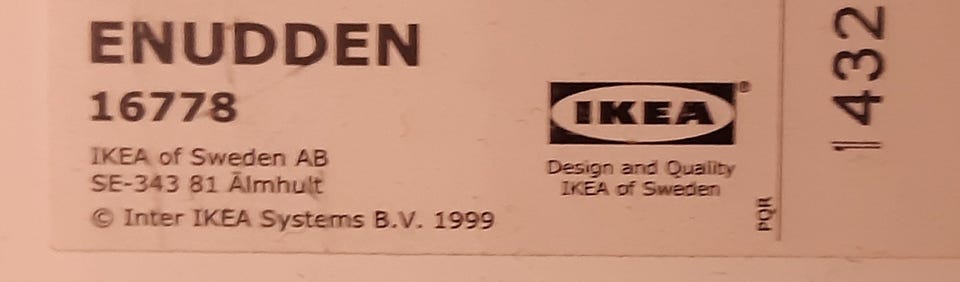 ENUDDEN
16778
IKEA of Sweden AB
SE-343 81 Älmhult
© Inter IKEA Systems B.V. 1999
IKEA®
Design and Quality
IKEA of Sweden
PQR
1432